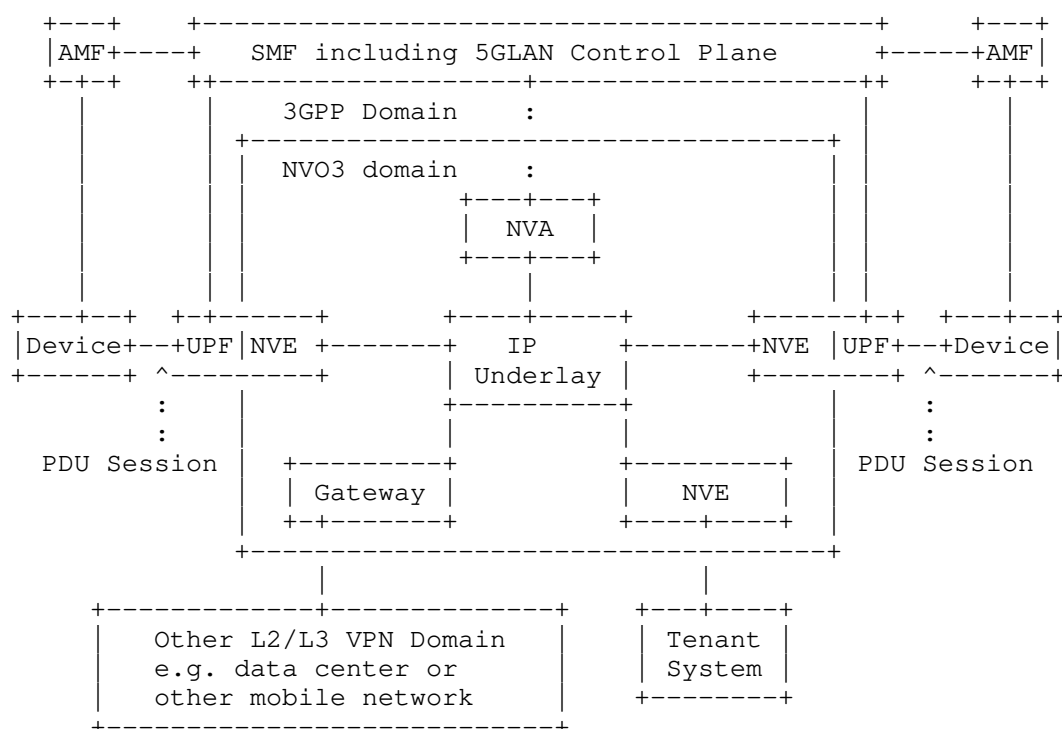 AMF SMF including 5GLAN Control Plane AMF
3GPP Domain :
NVO3 domain :
NVA
Device UPF NVE IP NVE UPF Device
^ Underlay ^
: :
: :
PDU Session PDU Session
Gateway NVE
Other L2/L3 VPN Domain Tenant
e.g. data center or System
other mobile network